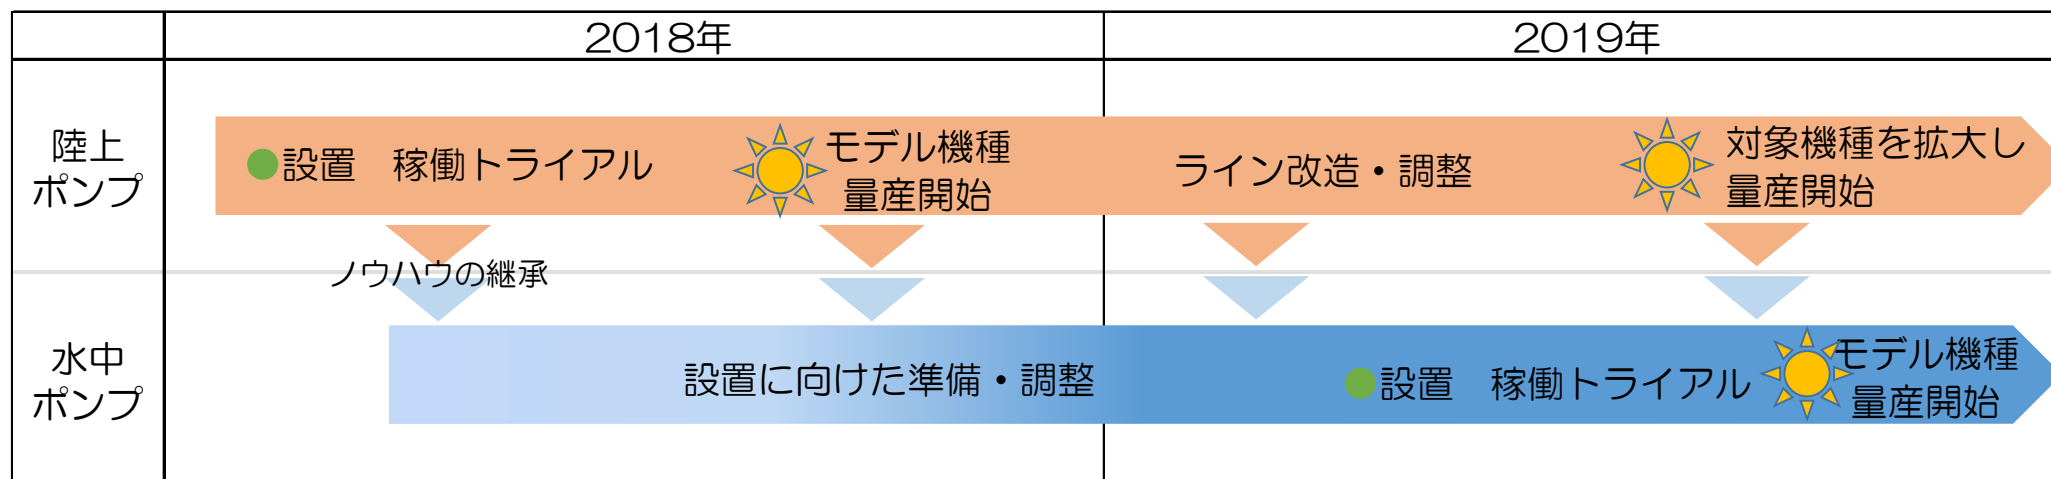 2018年
2019年
陸上
ポンプ
設置　稼働トライアル
モデル機種
量産開始
ライン改造・調整
対象機種を拡大し
量産開始
ノウハウの継承
水中
ポンプ
設置に向けた準備・調整
設置　稼働トライアル
モデル機種
量産開始